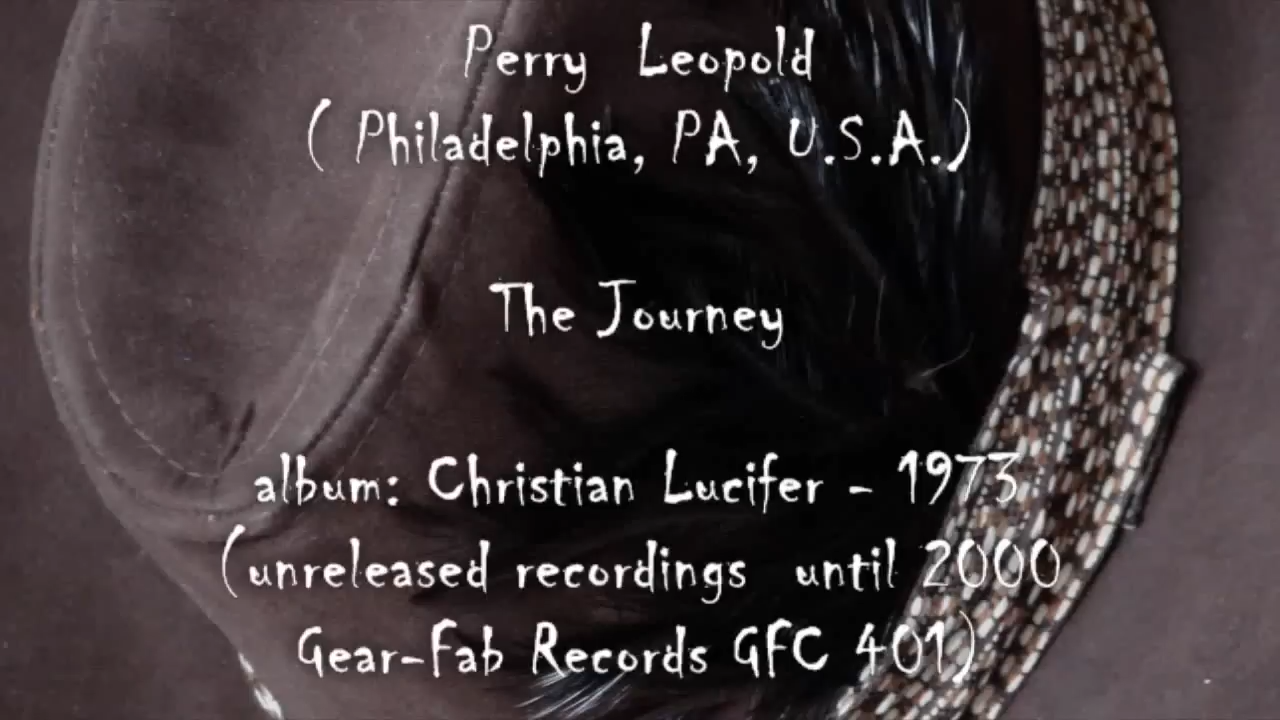 Perry Leopold
( Philadelphia, PA, U.S.A.)
The Journey
album: Christian Lucifer - 1973
(unreleased recordings until 2000
Gear-Fab Records GFC 401)